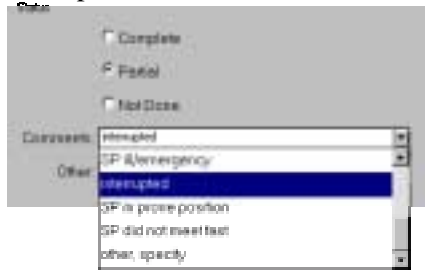 Status
Complete
Partial
Not Done
Comments interrupted
SP ill/emergency
Other
interrupted
SP in prone position
SP did not meet fast
other, specify